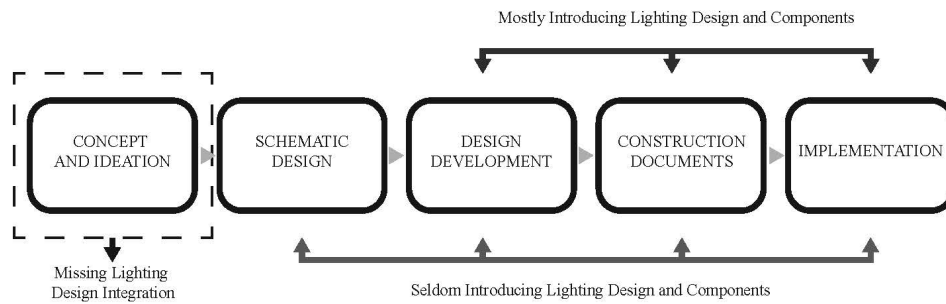 Mostly Introducing Lighting Design and Components
CONCEPT
AND IDEATION
SCHEMATIC
DESIGN
DESIGN
DEVELOPMENT
CONSTRUCTION
DOCUMENTS
IMPLEMENTATION
Missing Lighting
Design Integration
Seldom Introducing Lighting Design and Components